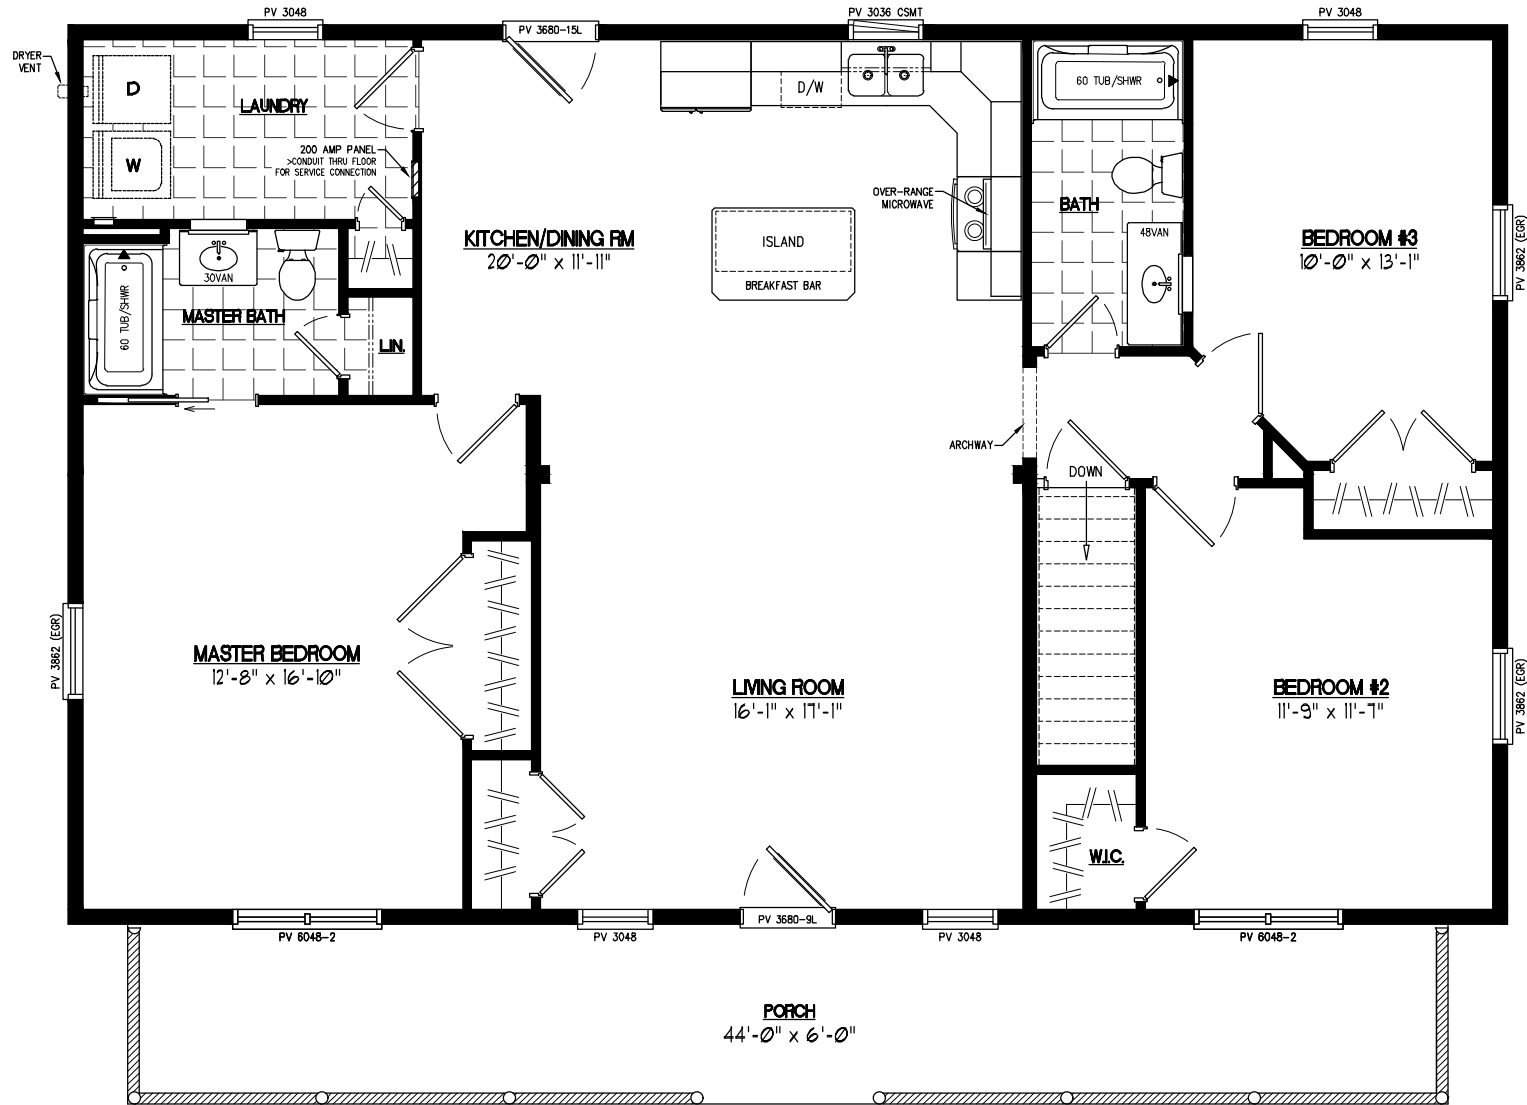 PV 3048
PV 3680-15L
PV 3036 CSMT
PV 3048
DRYER
VENT
D
LAUNDRY
W
200 AMP PANEL
>CONDUIT THRU FLOOR
FOR SERVICE CONNECTION
D/W
60 TUB/SHWR
OVER-RANGE
MICROWAVE
BATH
48VAN
KITCHEN/DINING RM
20'-0" x 11'-11"
ISLAND
BREAKFAST BAR
BEDROOM #3
10'-0" x 13'-1"
PV 3862 (EGR)
30VAN
60 TUB/SHWR
MASTER BATH
LIN.
ARCHWAY
DOWN
PV 3862 (EGR)
MASTER BEDROOM
12'-8" x 16'-10"
LIVING ROOM
16'-1" x 17'-1"
BEDROOM #2
11'-9" x 11'-7"
PV 3862 (EGR)
W.I.C.
PV 6048-2
PV 3048
PV 3680-9L
PV 3048
PV 6048-2
PORCH
44'-0" x 6'-0"